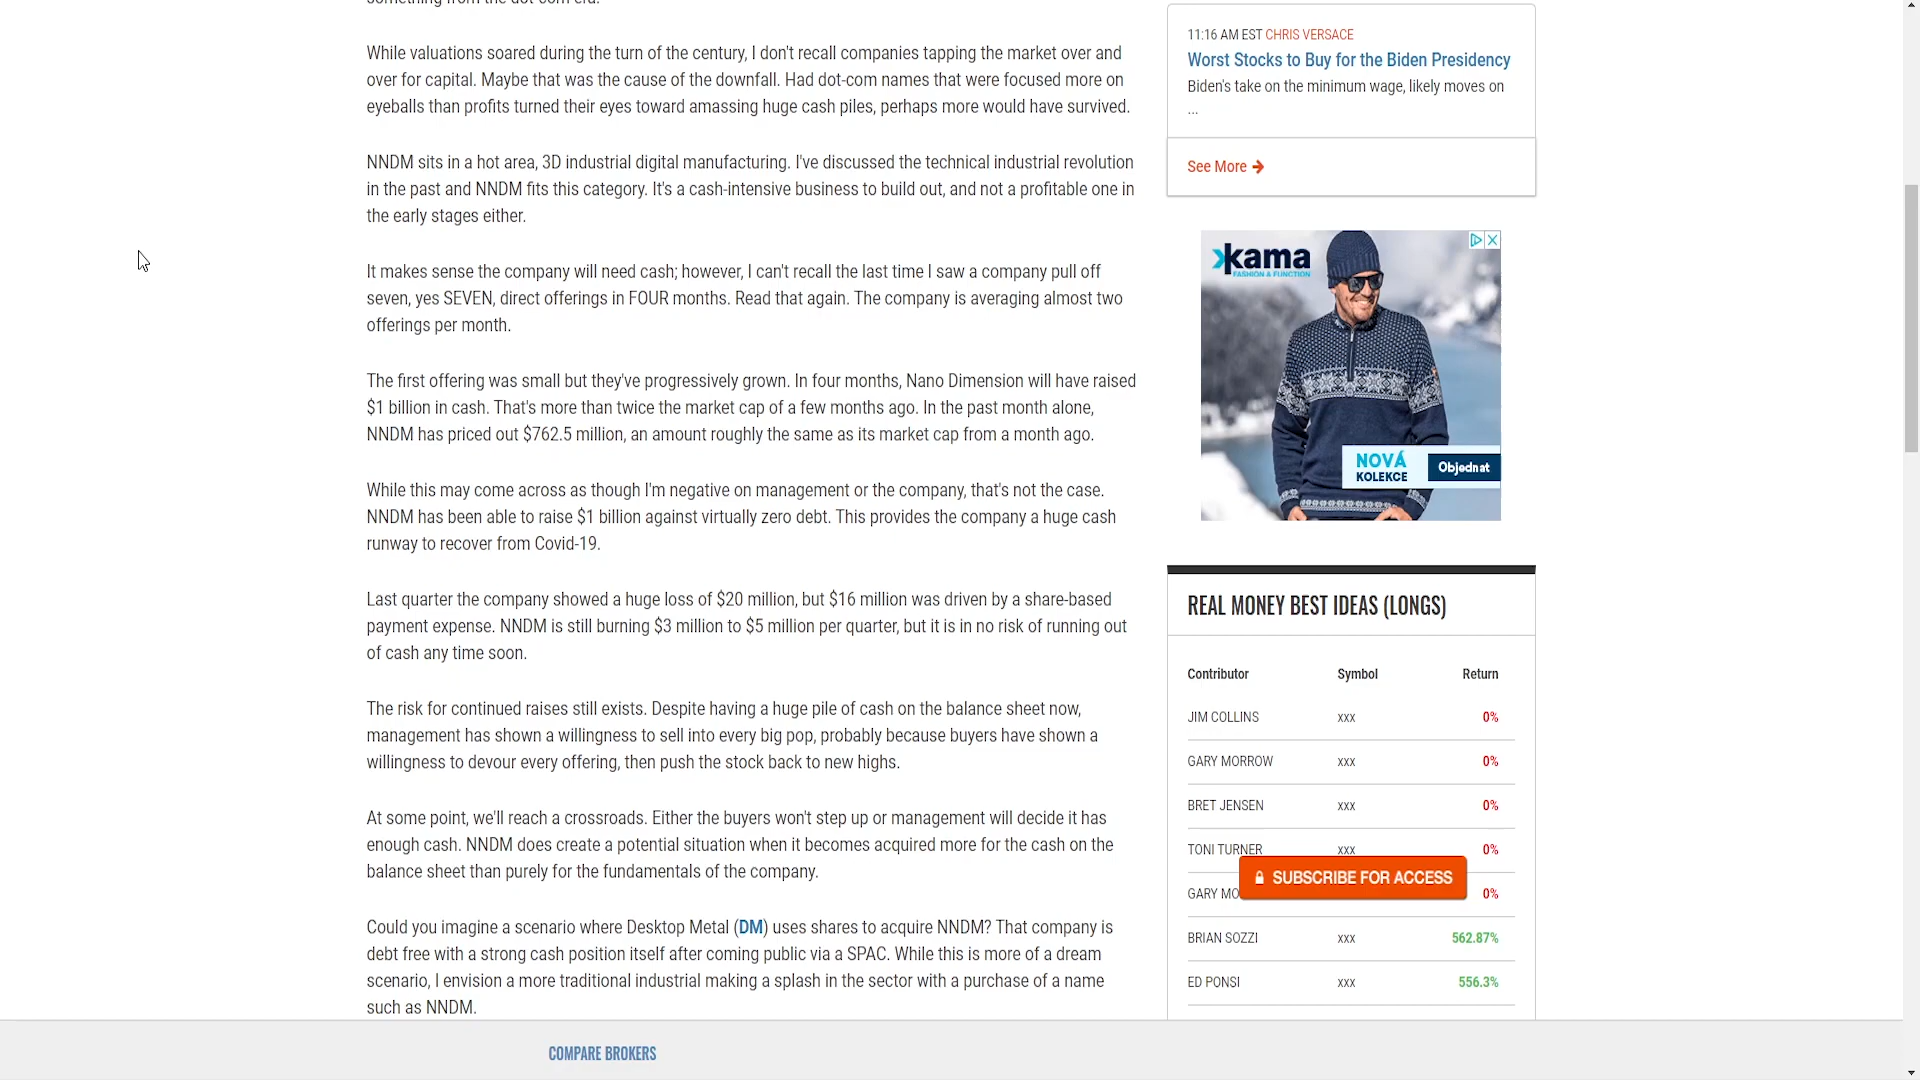 something from the dot-com era.
While valuations soared during the turn of the century, I don't recall companies tapping the market over and
over for capital. Maybe that was the cause of the downfall. Had dot-com names that were focused more on
eyeballs than profits turned their eyes toward amassing huge cash piles, perhaps more would have survived.
NNDM sits in a hot area, 3D industrial digital manufacturing. I've discussed the technical industrial revolution
in the past and NNDM fits this category. It's a cash-intensive business to build out, and not a profitable one in
the early stages either.
It makes sense the company will need cash; however, I can't recall the last time I saw a company pull off
seven, yes SEVEN, direct offerings in FOUR months. Read that again. The company is averaging almost two
offerings per month.
The first offering was small but they've progressively grown. In four months, Nano Dimension will have raised
$1 billion in cash. That's more than twice the market cap of a few months ago. In the past month alone,
NNDM has priced out $762.5 million, an amount roughly the same as its market cap from a month ago.
While this may come across as though I'm negative on management or the company, that's not the case.
NNDM has been able to raise $1 billion against virtually zero debt. This provides the company a huge cash
runway to recover from Covid-19.
Last quarter the company showed a huge loss of $20 million, but $16 million was driven by a share-based
payment expense. NNDM is still burning $3 million to $5 million per quarter, but it is in no risk of running out
of cash any time soon.
The risk for continued raises still exists. Despite having a huge pile of cash on the balance sheet now,
management has shown a willingness to sell into every big pop, probably because buyers have shown a
willingness to devour every offering, then push the stock back to new highs.
At some point, we'll reach a crossroads. Either the buyers won't step up or management will decide it has
enough cash. NNDM does create a potential situation when it becomes acquired more for the cash on the
balance sheet than purely for the fundamentals of the company.
Could you imagine a scenario where Desktop Metal (DM) uses shares to acquire NNDM? That company is
debt free with a strong cash position itself after coming public via a SPAC. While this is more of a dream
scenario, I envision a more traditional industrial making a splash in the sector with a purchase of a name
such as NNDM.
11:16 AM EST CHRIS VERSACE
Worst Stocks to Buy for the Biden Presidency
Biden's take on the minimum wage, likely moves on
...
See More
kama
FASHION & FUNCTION
NOVÁ
KOLEKCE
Objednat
REAL MONEY BEST IDEAS (LONGS)
Contributor Symbol Return
JIM COLLINS xxx 0%
GARY MORROW xxx 0%
BRET JENSEN xxx 0%
TONI TURNER xxx 0%
SUBSCRIBE FOR ACCESS
GARY MO 0%
BRIAN SOZZI xxx 562.87%
ED PONSI xxx 556.3%
COMPARE BROKERS